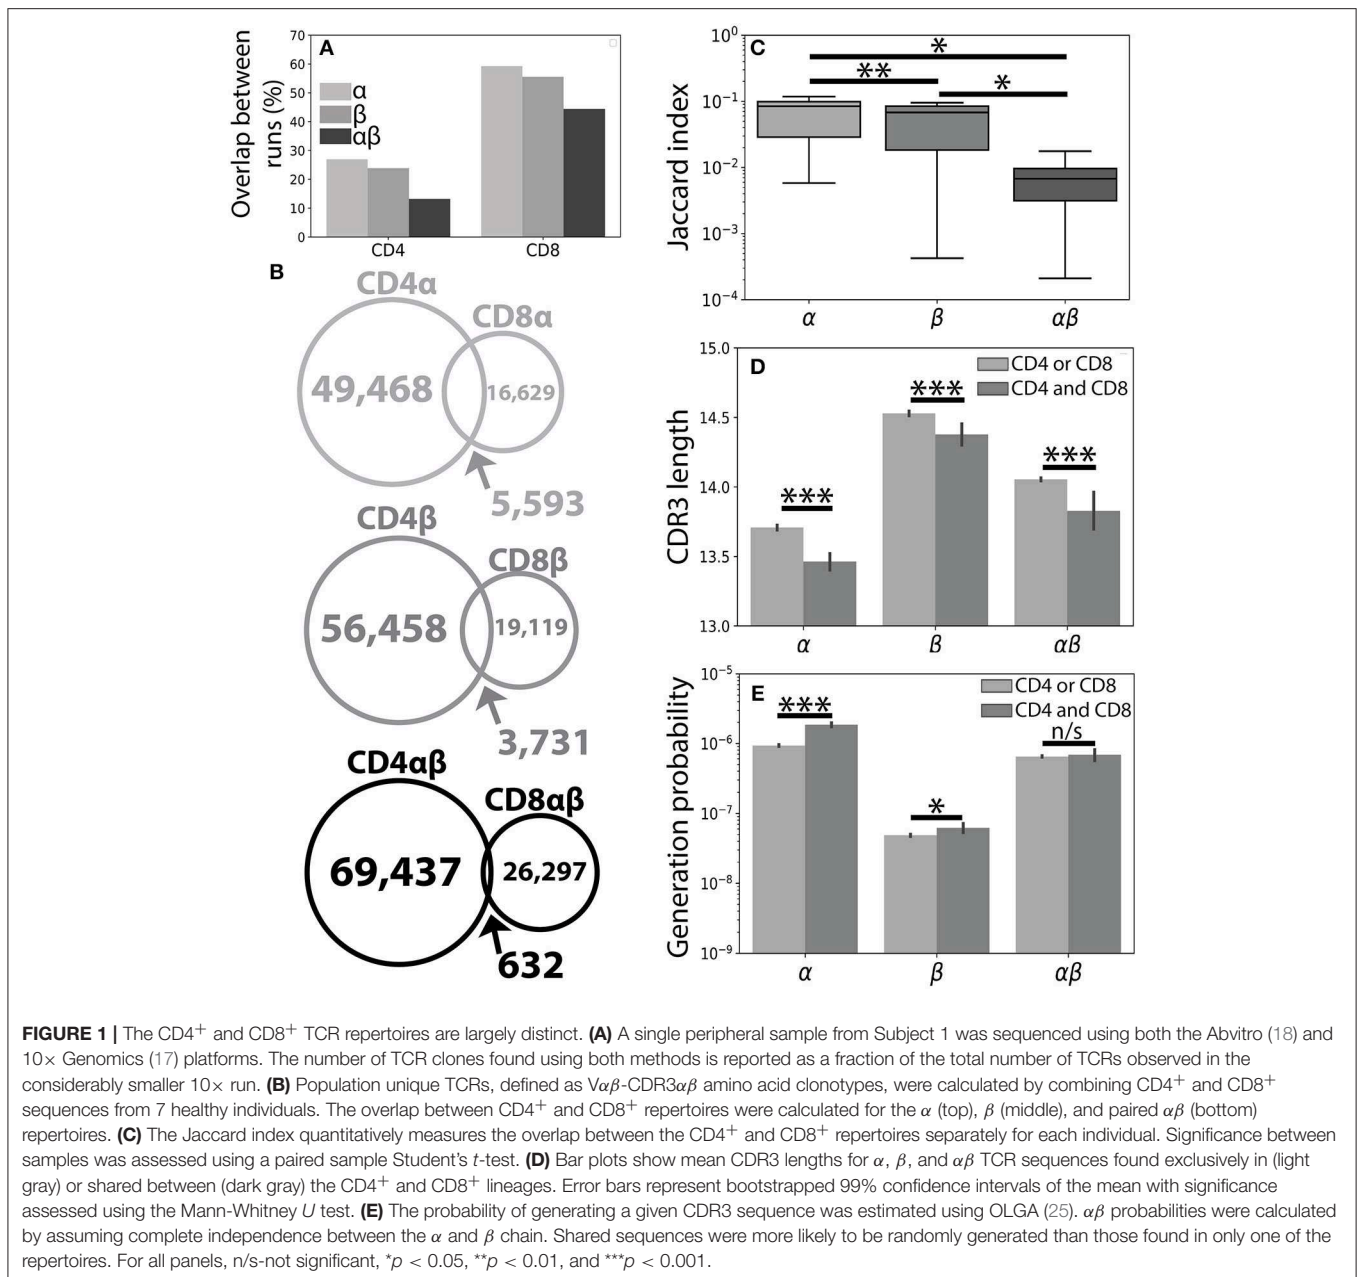 A
Overlap between
runs (%)
70
60
50
40
30
20
10
0
α
β
αβ
CD4
CD8
B
CD4α
CD8α
49,468
16,629
5,593
CD4β
CD8β
56,458
19,119
3,731
CD4αβ
CD8αβ
69,437
26,297
632
C
Jaccard index
10⁰
10⁻¹
10⁻²
10⁻³
10⁻⁴
*
**
*
α
β
αβ
D
CDR3 length
15.0
14.5
14.0
13.5
13.0
CD4 or CD8
CD4 and CD8
***
***
***
α
β
αβ
E
Generation probability
10⁻⁵
10⁻⁶
10⁻⁷
10⁻⁸
10⁻⁹
CD4 or CD8
CD4 and CD8
***
*
n/s
α
β
αβ
FIGURE 1 | The CD4⁺ and CD8⁺ TCR repertoires are largely distinct. (A) A single peripheral sample from Subject 1 was sequenced using both the Abvitro (18) and
10× Genomics (17) platforms. The number of TCR clones found using both methods is reported as a fraction of the total number of TCRs observed in the
considerably smaller 10× run. (B) Population unique TCRs, defined as Vαβ-CDR3αβ amino acid clonotypes, were calculated by combining CD4⁺ and CD8⁺
sequences from 7 healthy individuals. The overlap between CD4⁺ and CD8⁺ repertoires were calculated for the α (top), β (middle), and paired αβ (bottom)
repertoires. (C) The Jaccard index quantitatively measures the overlap between the CD4⁺ and CD8⁺ repertoires separately for each individual. Significance between
samples was assessed using a paired sample Student's t-test. (D) Bar plots show mean CDR3 lengths for α, β, and αβ TCR sequences found exclusively in (light
gray) or shared between (dark gray) the CD4⁺ and CD8⁺ lineages. Error bars represent bootstrapped 99% confidence intervals of the mean with significance
assessed using the Mann-Whitney U test. (E) The probability of generating a given CDR3 sequence was estimated using OLGA (25). αβ probabilities were calculated
by assuming complete independence between the α and β chain. Shared sequences were more likely to be randomly generated than those found in only one of the
repertoires. For all panels, n/s-not significant, *p < 0.05, **p < 0.01, and ***p < 0.001.